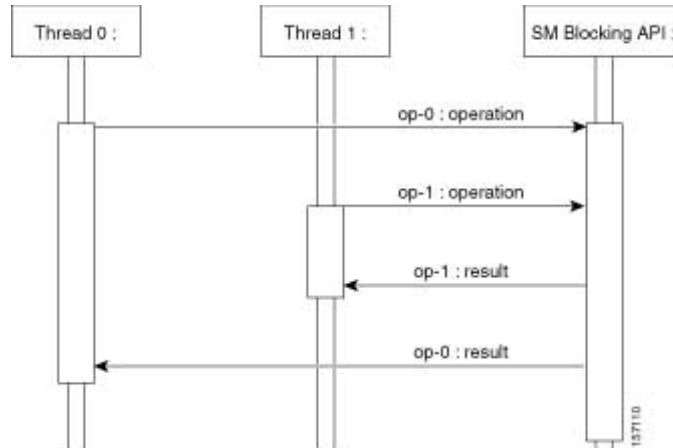 Thread 0 :
Thread 1 :
SM Blocking API :
op-0 : operation
op-1 : operation
op-1 : result
op-0 : result
157110